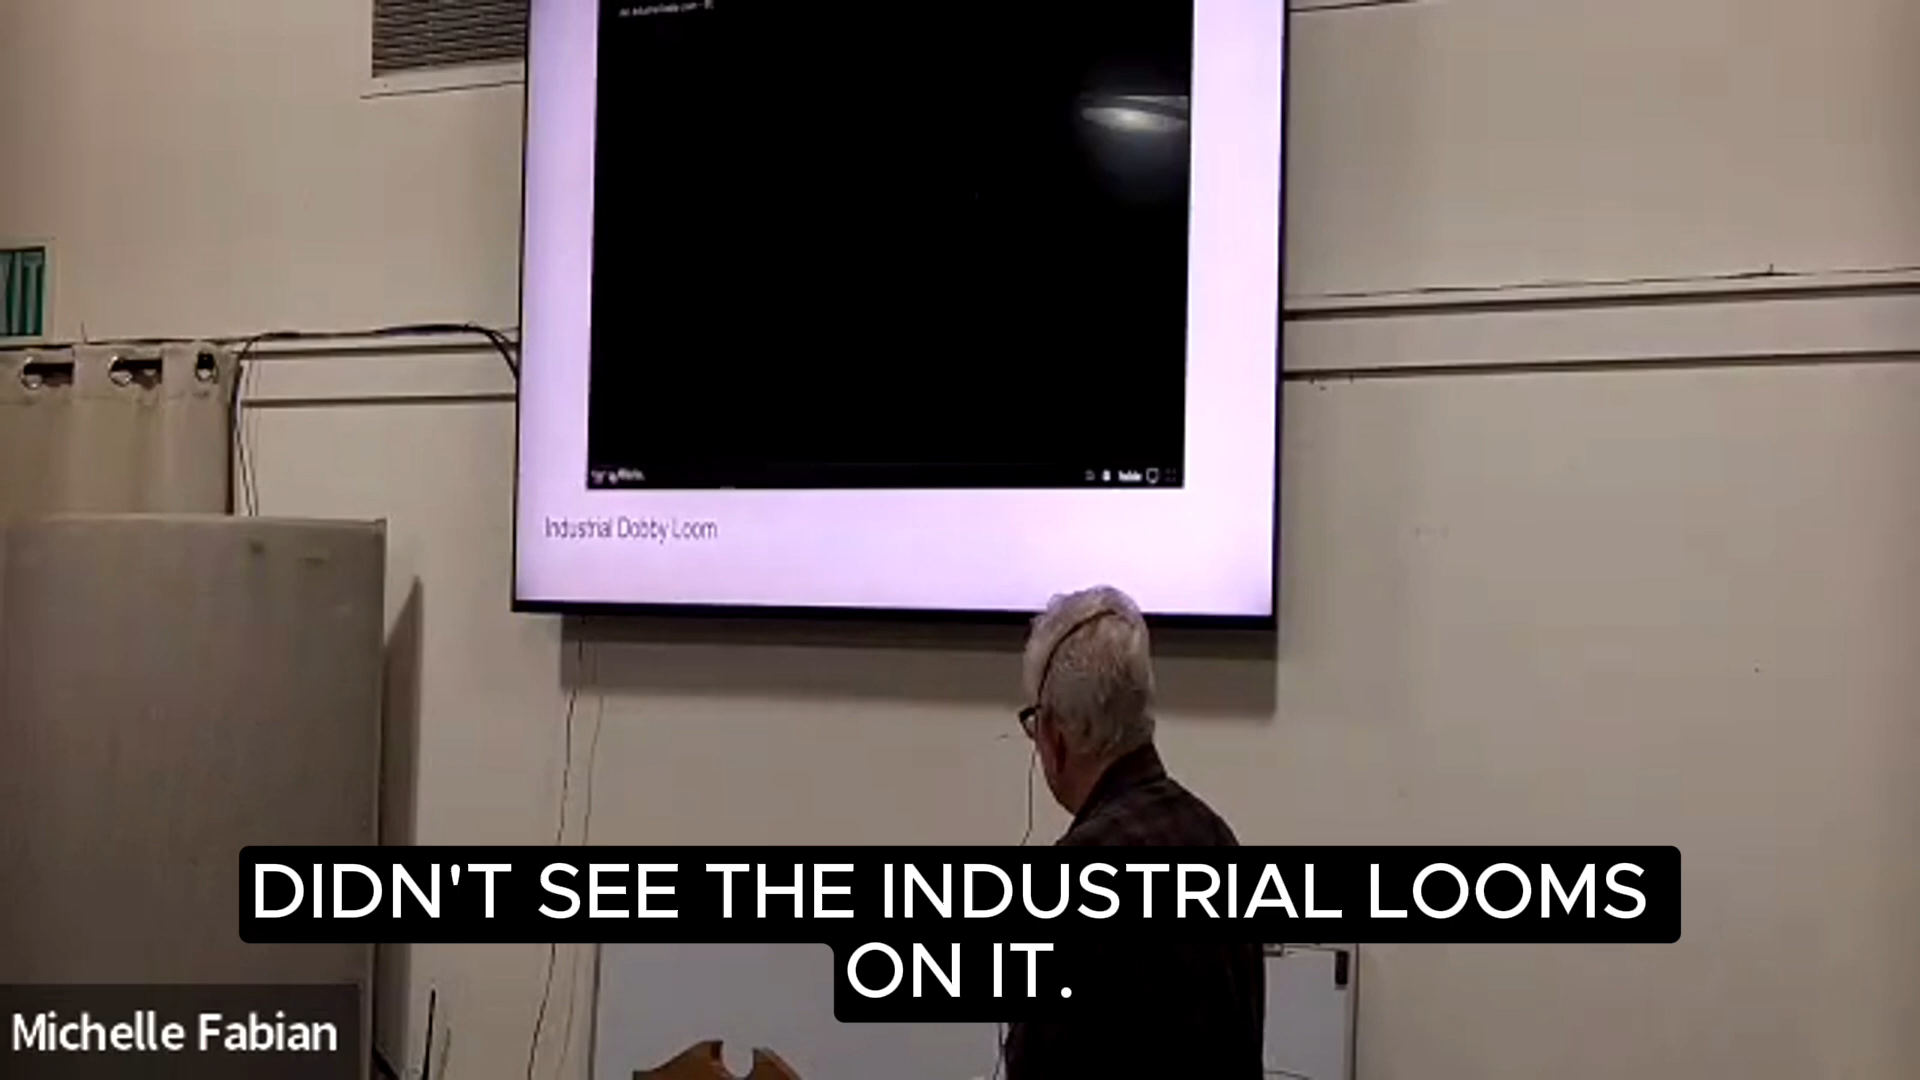 Industrial Dobby Loom
DIDN'T SEE THE INDUSTRIAL LOOMS
ON IT.
Michelle Fabian